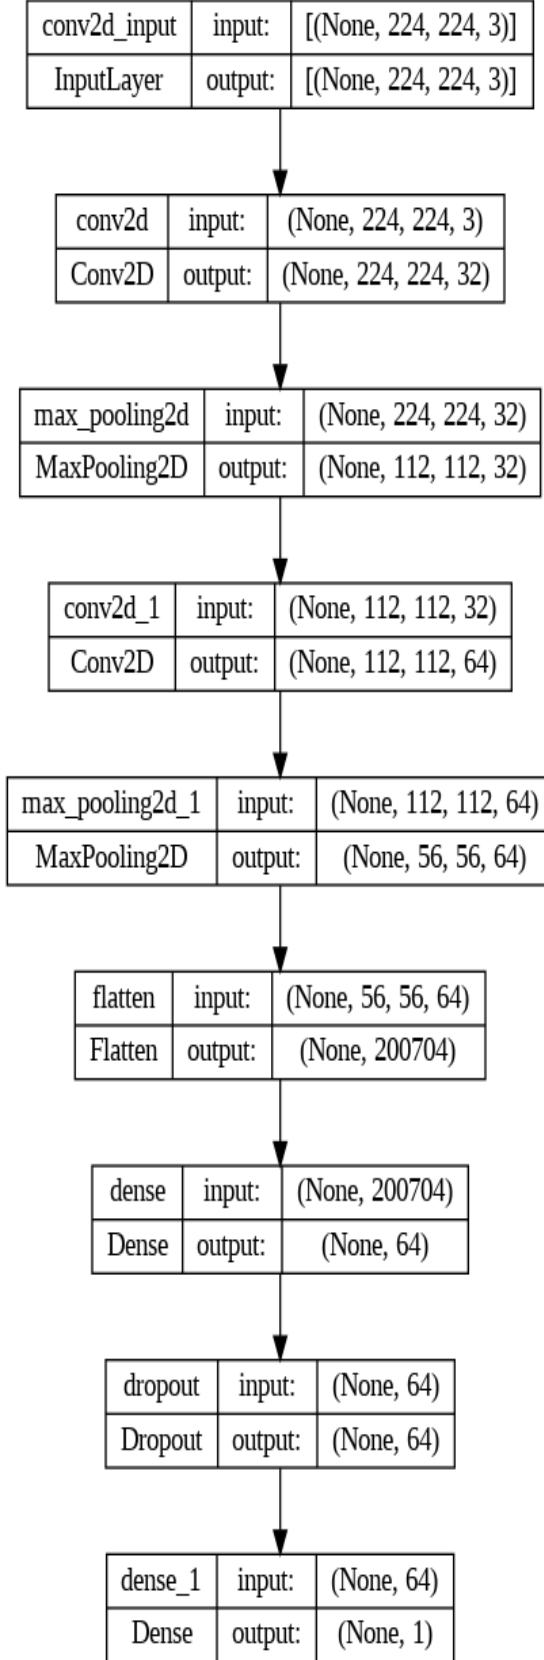 conv2d_input input: [(None, 224, 224, 3)]
InputLayer output: [(None, 224, 224, 3)]
conv2d input: (None, 224, 224, 3)
Conv2D output: (None, 224, 224, 32)
max_pooling2d input: (None, 224, 224, 32)
MaxPooling2D output: (None, 112, 112, 32)
conv2d_1 input: (None, 112, 112, 32)
Conv2D output: (None, 112, 112, 64)
max_pooling2d_1 input: (None, 112, 112, 64)
MaxPooling2D output: (None, 56, 56, 64)
flatten input: (None, 56, 56, 64)
Flatten output: (None, 200704)
dense input: (None, 200704)
Dense output: (None, 64)
dropout input: (None, 64)
Dropout output: (None, 64)
dense_1 input: (None, 64)
Dense output: (None, 1)